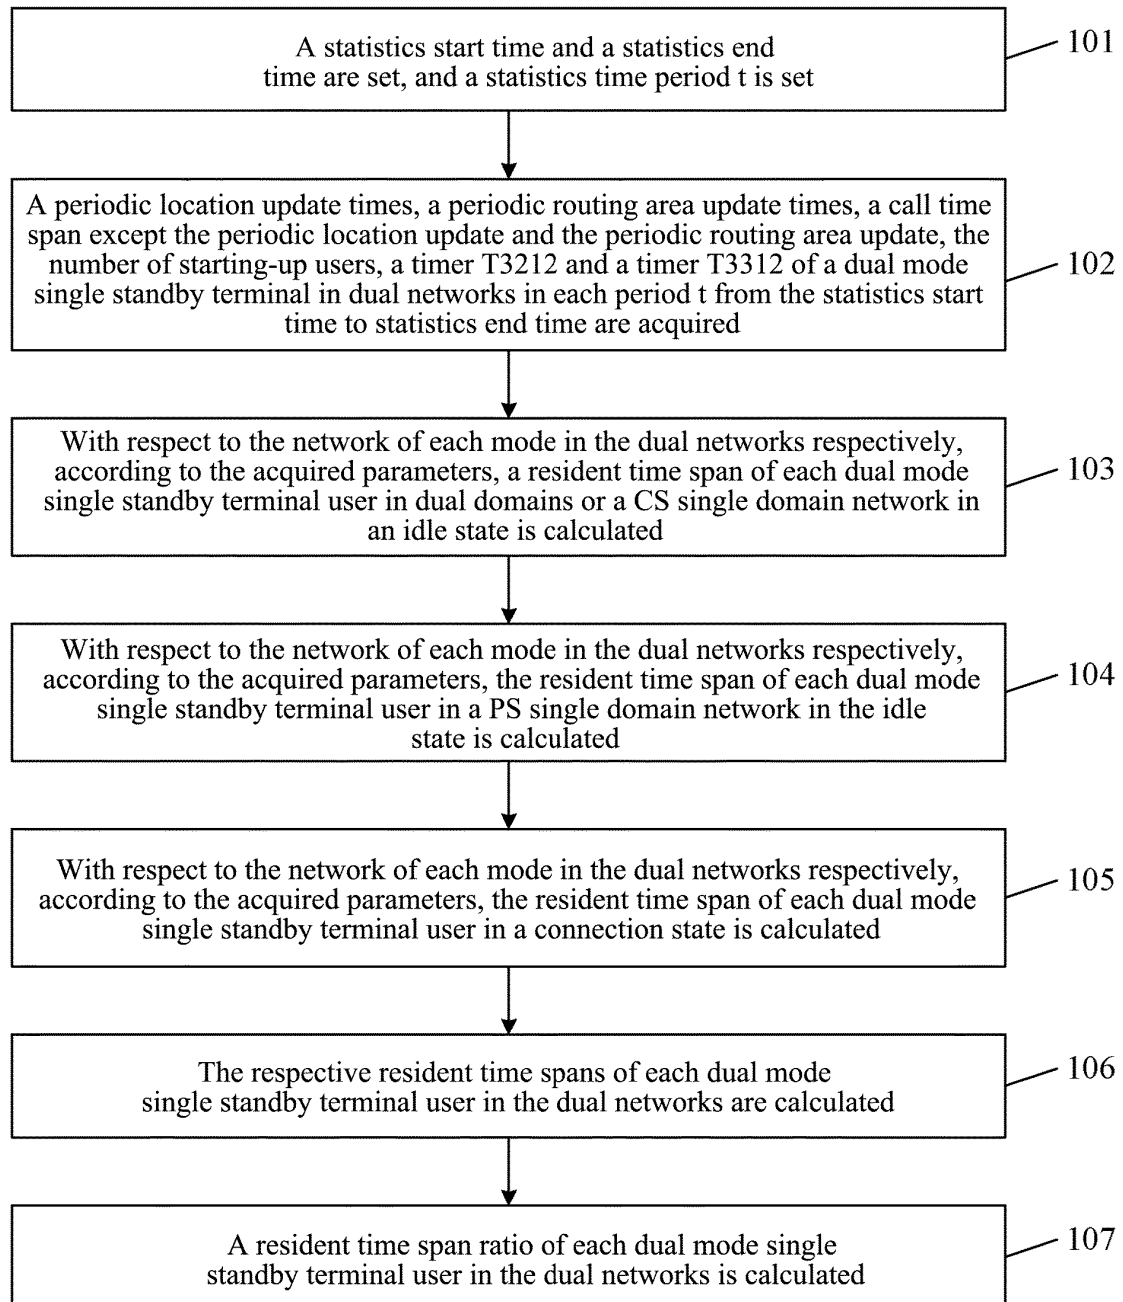 A statistics start time and a statistics end
time are set, and a statistics time period t is set
101
A periodic location update times, a periodic routing area update times, a call time
span except the periodic location update and the periodic routing area update, the
number of starting-up users, a timer T3212 and a timer T3312 of a dual mode
single standby terminal in dual networks in each period t from the statistics start
time to statistics end time are acquired
102
With respect to the network of each mode in the dual networks respectively,
according to the acquired parameters, a resident time span of each dual mode
single standby terminal user in dual domains or a CS single domain network in
an idle state is calculated
103
With respect to the network of each mode in the dual networks respectively,
according to the acquired parameters, the resident time span of each dual mode
single standby terminal user in a PS single domain network in the idle
state is calculated
104
With respect to the network of each mode in the dual networks respectively,
according to the acquired parameters, the resident time span of each dual mode
single standby terminal user in a connection state is calculated
105
The respective resident time spans of each dual mode
single standby terminal user in the dual networks are calculated
106
A resident time span ratio of each dual mode single
standby terminal user in the dual networks is calculated
107